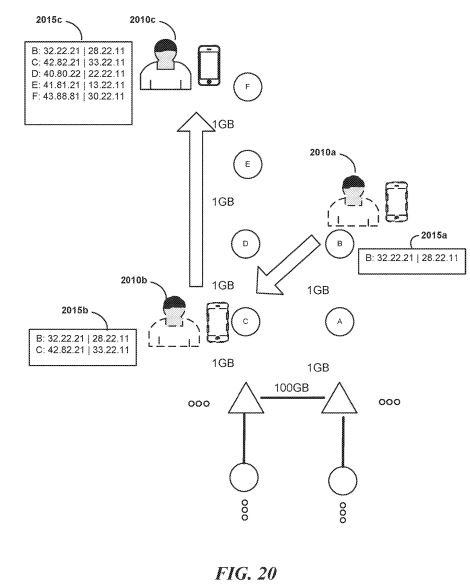 2015c
2010c
B: 32.22.21 | 28.22.11
C: 42.82.21 | 33.22.11
D: 40.80.22 | 22.22.11
E: 41.81.21 | 13.22.11
F: 43.88.81 | 30.22.11
F
1GB
E
2010a
1GB
2015a
D
B
B: 32.22.21 | 28.22.11
2010b
1GB
1GB
2015b
B: 32.22.21 | 28.22.11
C: 42.82.21 | 33.22.11
C
A
1GB
1GB
100GB
FIG. 20